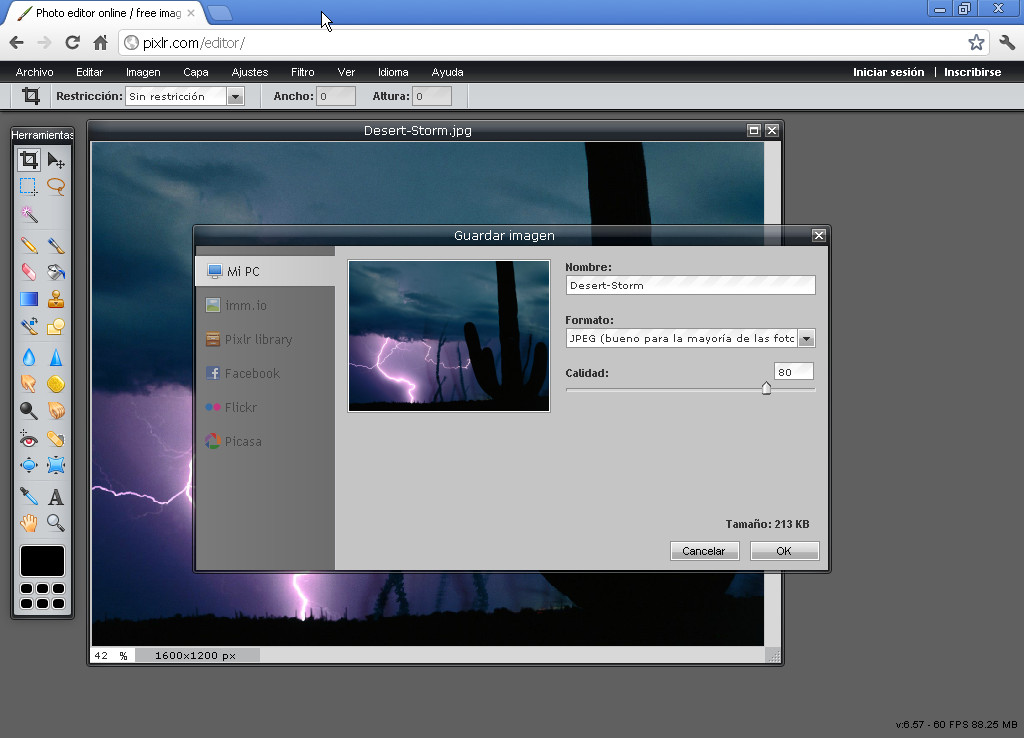 Photo editor online / free imag
pixlr.com/editor/
Archivo Editar Imagen Capa Ajustes Filtro Ver Idioma Ayuda Iniciar sesión | Inscribirse
Restricción: Sin restricción Ancho: 0 Altura: 0
Herramientas
Desert-Storm.jpg
Guardar imagen
Mi PC
imm.io
Pixlr library
Facebook
Flickr
Picasa
Nombre:
Desert-Storm
Formato:
JPEG (bueno para la mayoría de las foto
Calidad: 80
Tamaño: 213 KB
Cancelar OK
42 % 1600x1200 px
v:6.57 - 60 FPS 88.25 MB